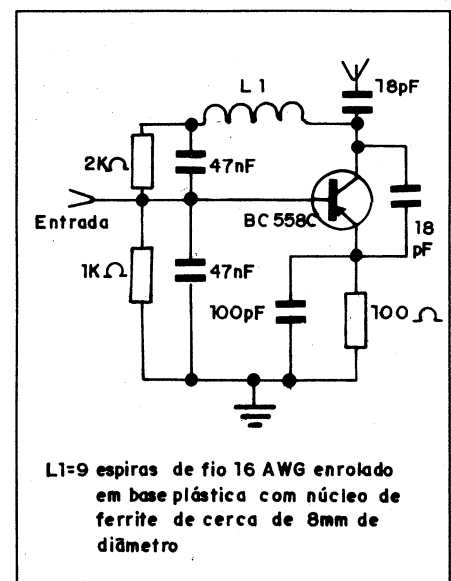 L1
18pF
2KΩ
47nF
Entrada
BC 558C
18
pF
1KΩ
47nF
100pF
100 Ω
L1=9 espiras de fio 16 AWG enrolado
em base plástica com núcleo de
ferrite de cerca de 8mm de
diâmetro